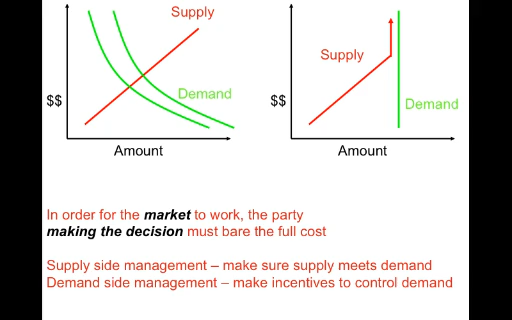 Supply
Demand
$$
Amount
Supply
Demand
$$
Amount
In order for the market to work, the party
making the decision must bare the full cost
Supply side management – make sure supply meets demand
Demand side management – make incentives to control demand